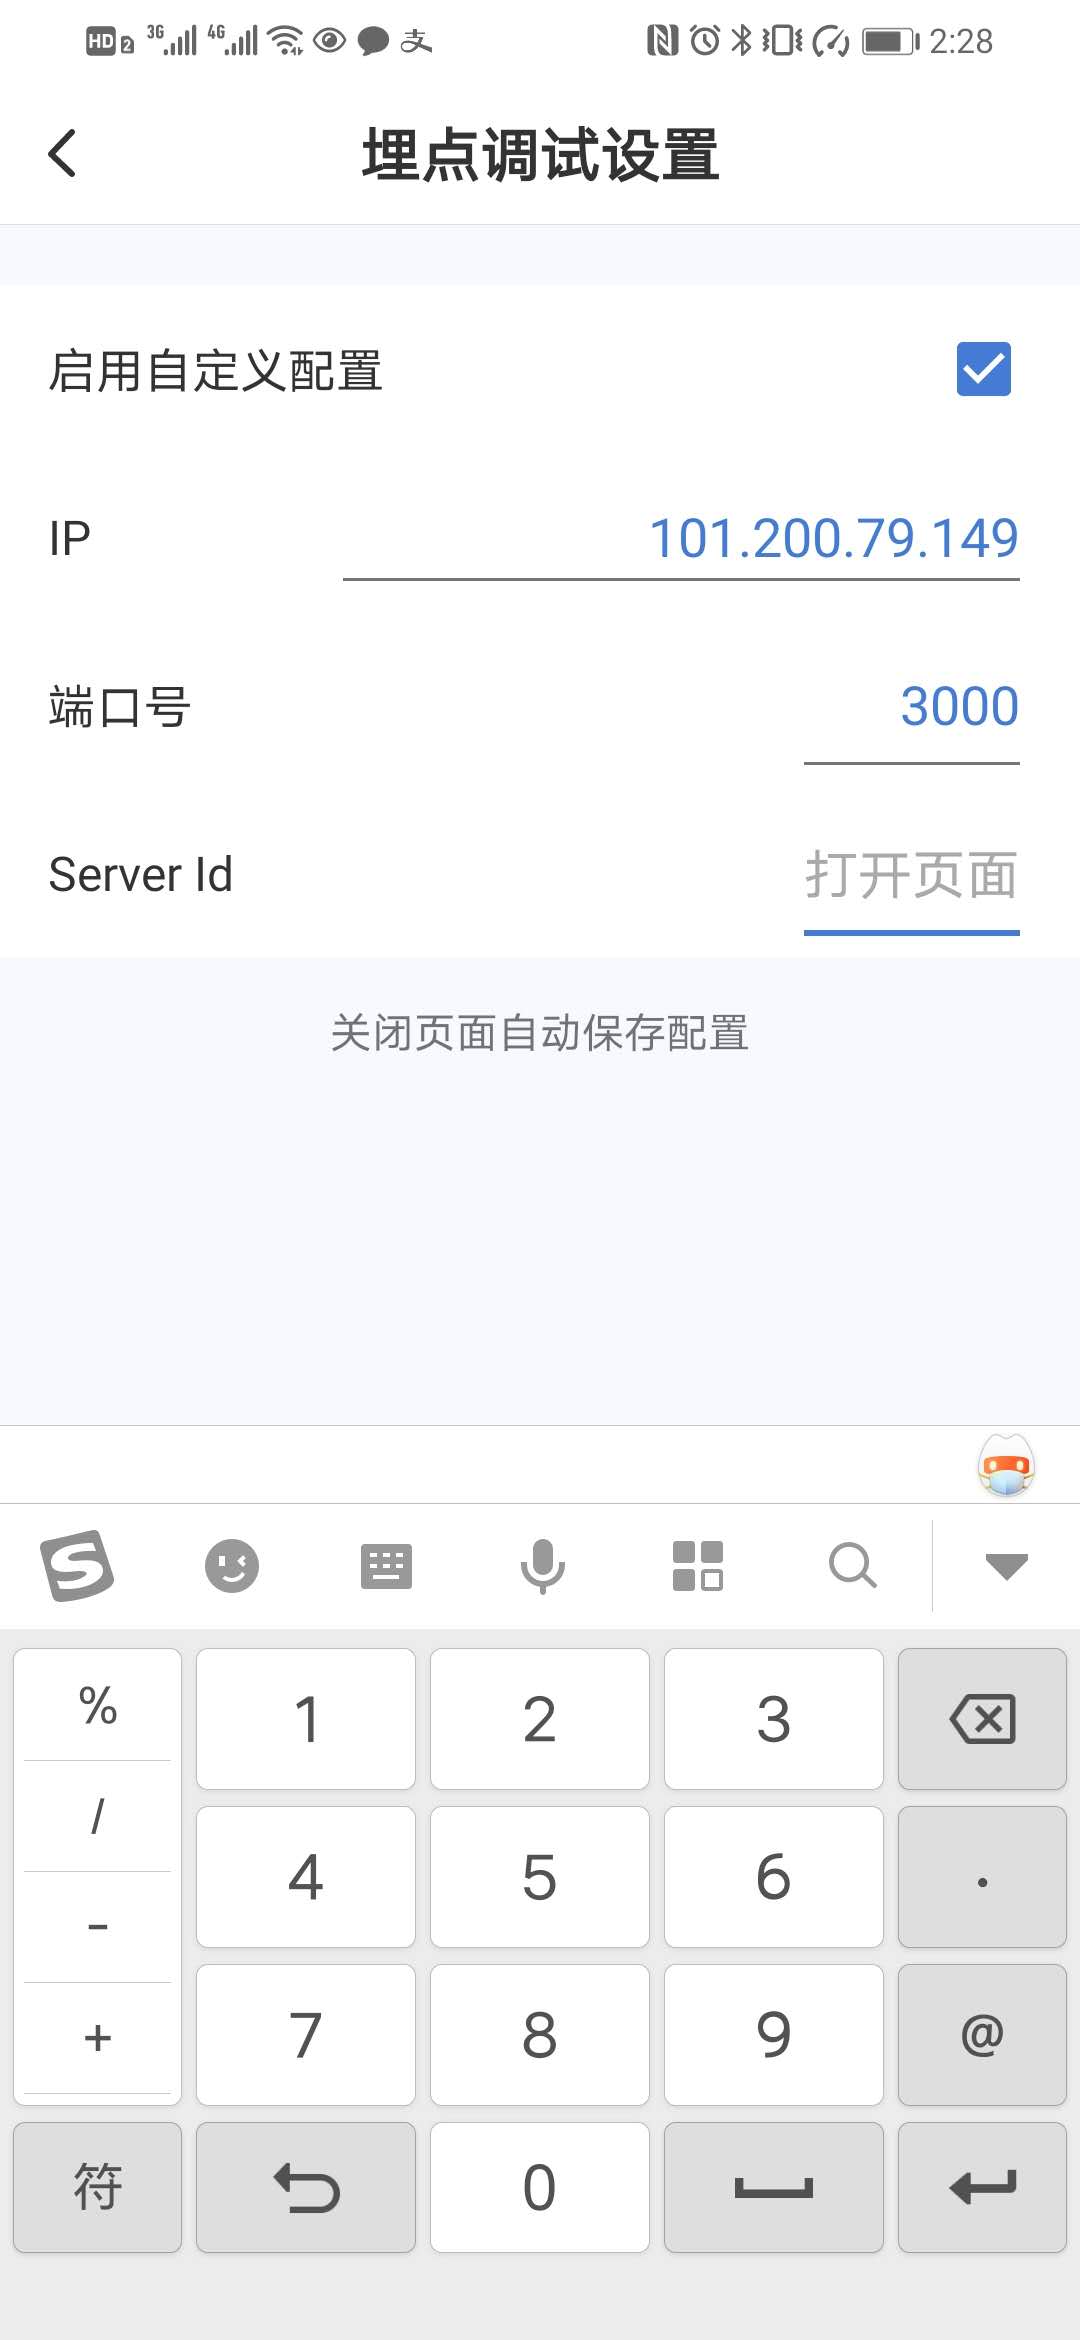 HD 2 3G 4G 支 2:28
埋点调试设置
启用自定义配置
IP 101.200.79.149
端口号 3000
Server Id 打开页面
关闭页面自动保存配置
S
% 1 2 3
/ 4 5 6 .
- 7 8 9 @
+
符 0